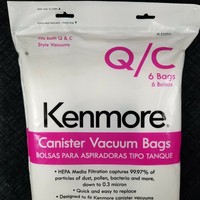 Fits both Q & C
Style Vacuums
Q/C
6 Bags
6 Bolsas
Kenmore
Canister Vacuum Bags
BOLSAS PARA ASPIRADORAS TIPO TANQUE
• HEPA Media Filtration captures 99.97% of
particles of dust, pollen, bacteria and more,
down to 0.3 micron
• Quick and easy to replace
• Designed to fit Kenmore canister vacuums